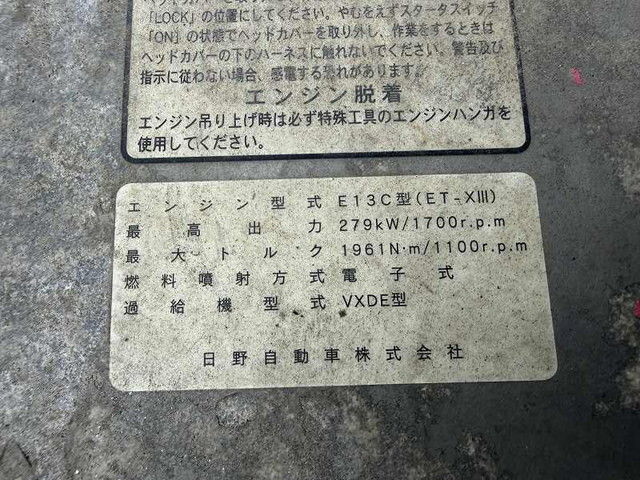 「LOCK」の位置にしてください。やむをえずスタータスイッチ
「ON」の状態でヘッドカバーを取り外し、作業をするときは
ヘッドカバーの下のハーネスに触れないでください。警告及び
指示に従わない場合、感電する恐れがあります。
エンジン脱着
エンジン吊り上げ時は必ず特殊工具のエンジンハンガを
使用してください。
エンジン型式 E13C型(ET-XIII)
最高出力 279kW/1700r.p.m
最大トルク 1961N·m/1100r.p.m
燃料噴射方式 電子式
過給機型式 VXDE型
日野自動車株式会社